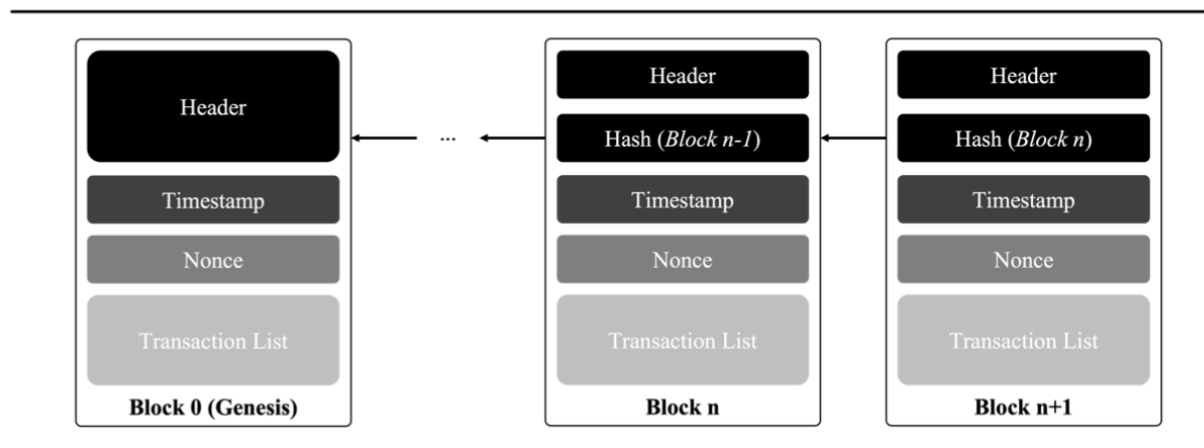 Header
Timestamp
Nonce
Transaction List
Block 0 (Genesis)
...
Header
Hash (Block n-1)
Timestamp
Nonce
Transaction List
Block n
Header
Hash (Block n)
Timestamp
Nonce
Transaction List
Block n+1